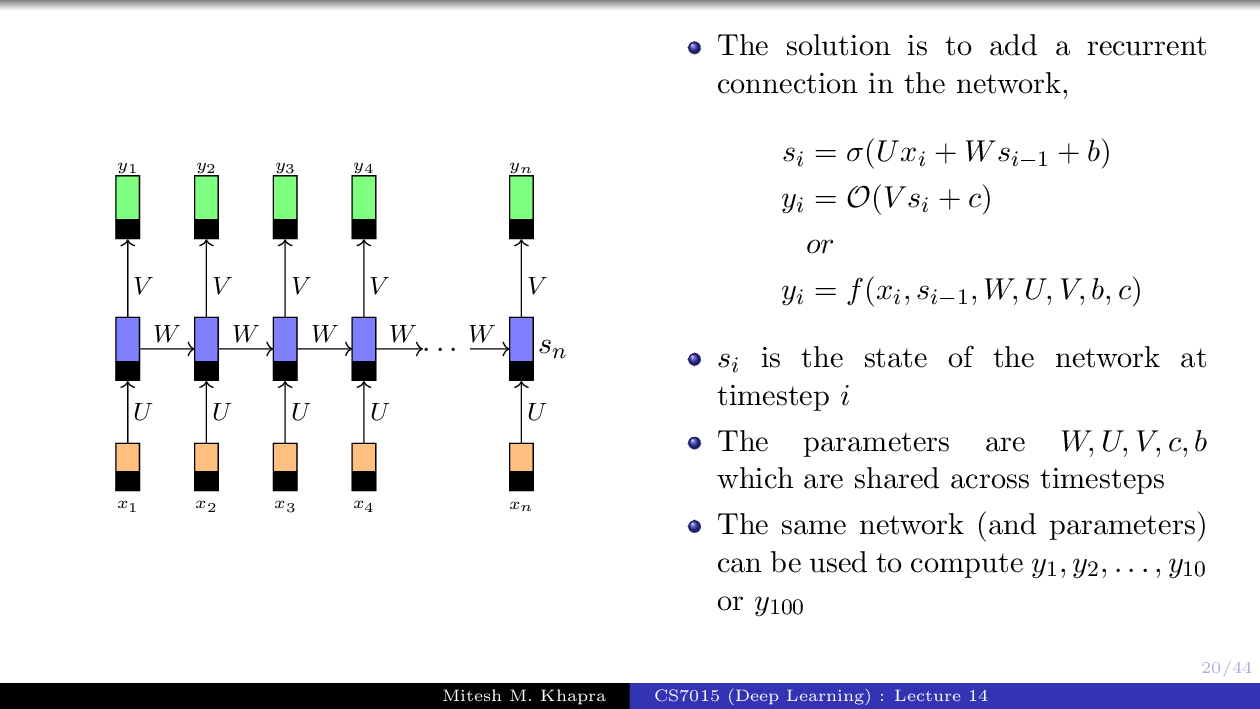 y₁ y₂ y₃ y₄ yₙ
V V V V V
W W W W W
… sₙ
U U U U U
x₁ x₂ x₃ x₄ xₙ
The solution is to add a recurrent
connection in the network,
sᵢ = σ(Uxᵢ + Wsᵢ₋₁ + b)
yᵢ = 𝒪(Vsᵢ + c)
or
yᵢ = f(xᵢ, sᵢ₋₁, W, U, V, b, c)
sᵢ is the state of the network at
timestep i
The parameters are W, U, V, c, b
which are shared across timesteps
The same network (and parameters)
can be used to compute y₁, y₂, . . . , y₁₀
or y₁₀₀
20/44
Mitesh M. Khapra CS7015 (Deep Learning) : Lecture 14